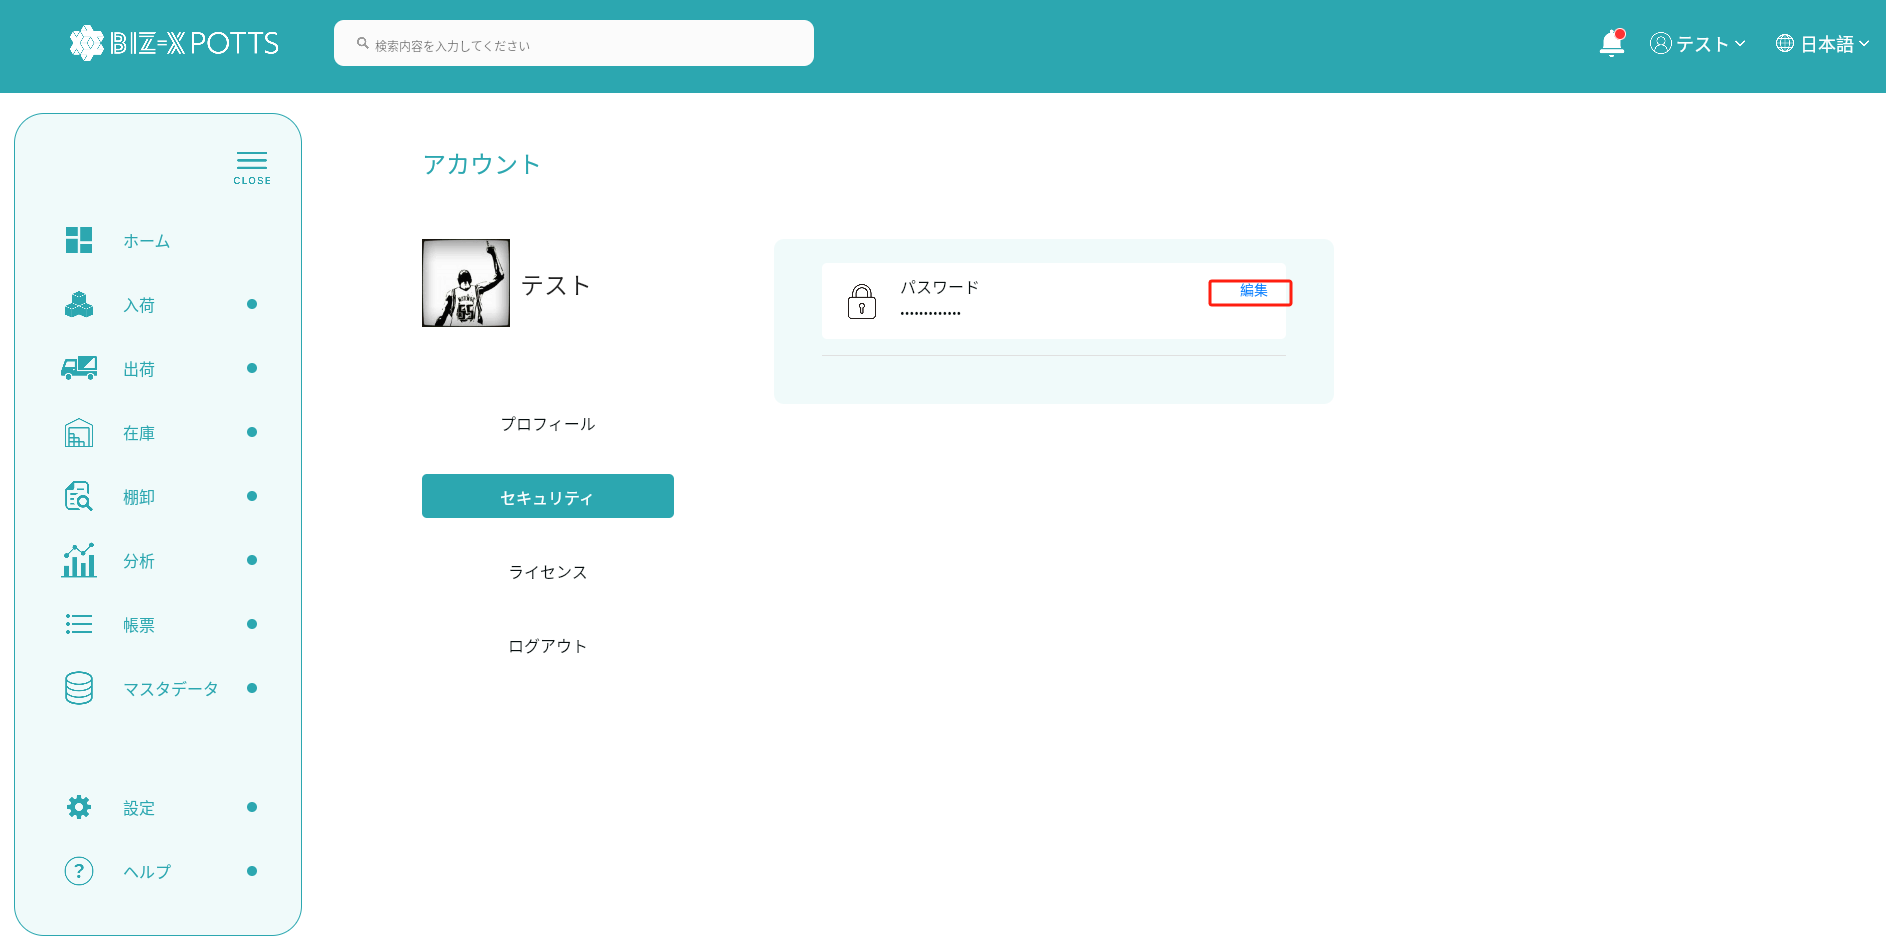 BIZ=X POTTS
検索内容を入力してください
テスト
日本語
CLOSE
ホーム
入荷
出荷
在庫
棚卸
分析
帳票
マスタデータ
設定
ヘルプ
アカウント
テスト
プロフィール
セキュリティ
ライセンス
ログアウト
パスワード
编集
•••••••••••••